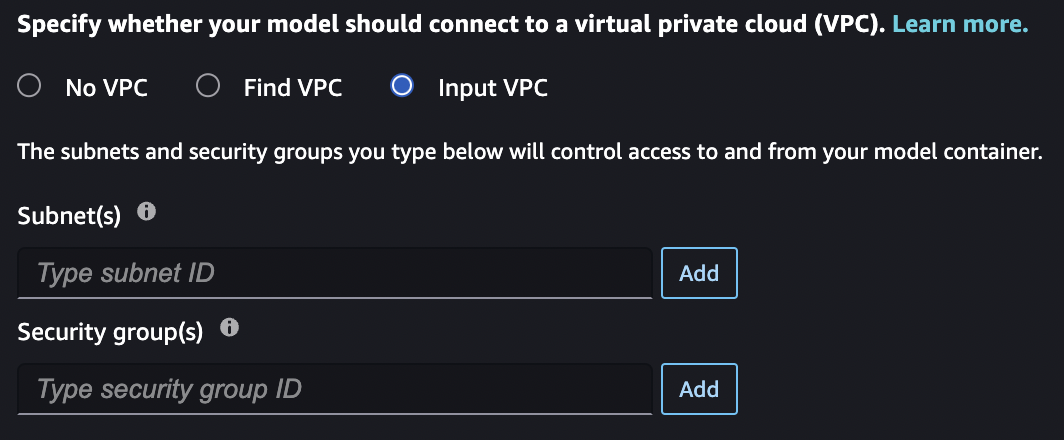 Specify whether your model should connect to a virtual private cloud (VPC). Learn more.
No VPC Find VPC Input VPC
The subnets and security groups you type below will control access to and from your model container.
Subnet(s)
Type subnet ID Add
Security group(s)
Type security group ID Add